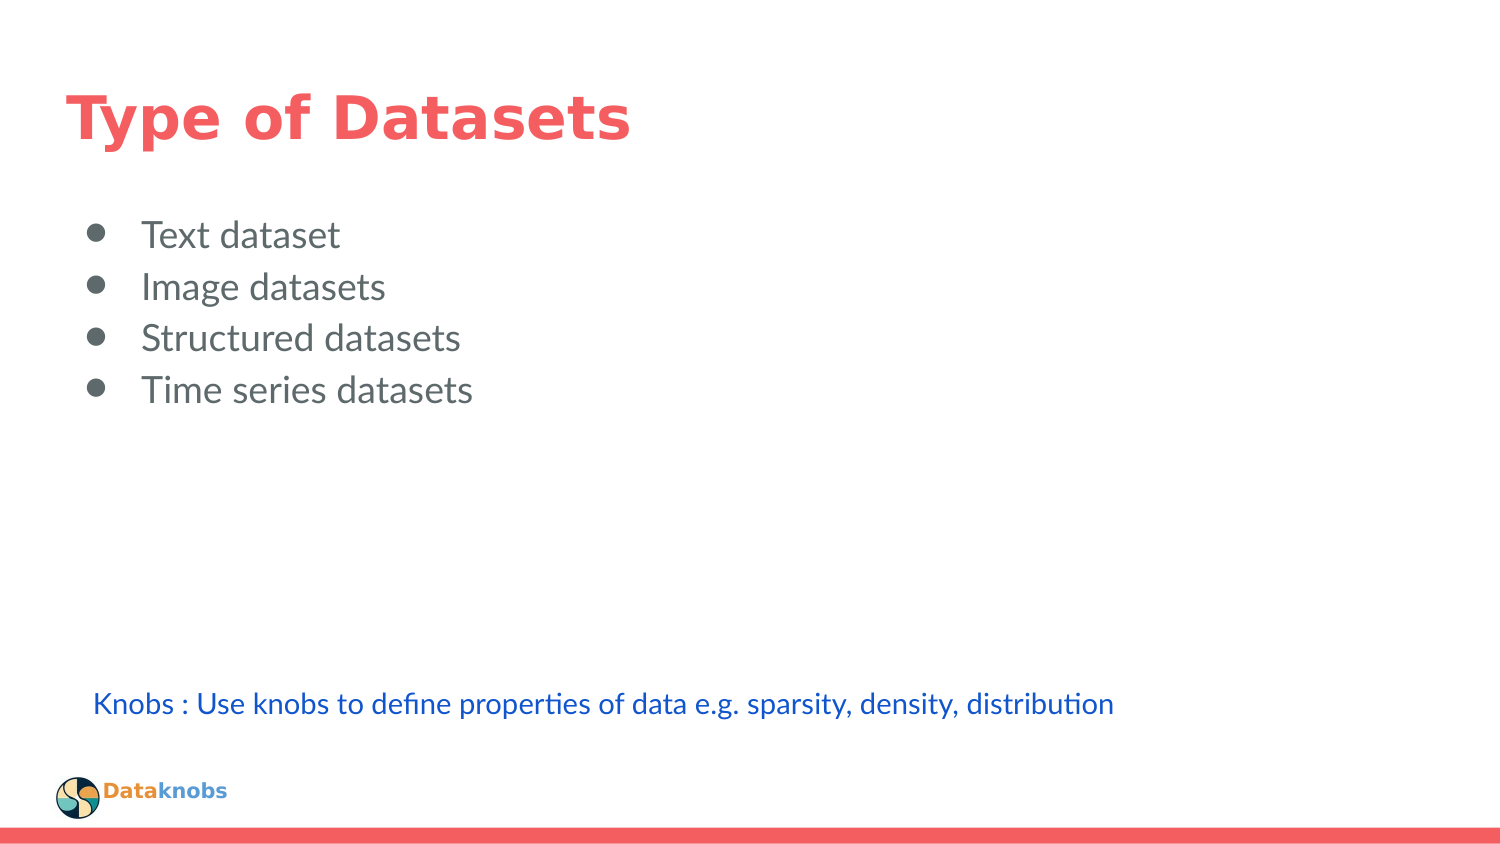 Type of Datasets
● Text dataset
● Image datasets
● Structured datasets
● Time series datasets
Knobs : Use knobs to define properties of data e.g. sparsity, density, distribution
Dataknobs